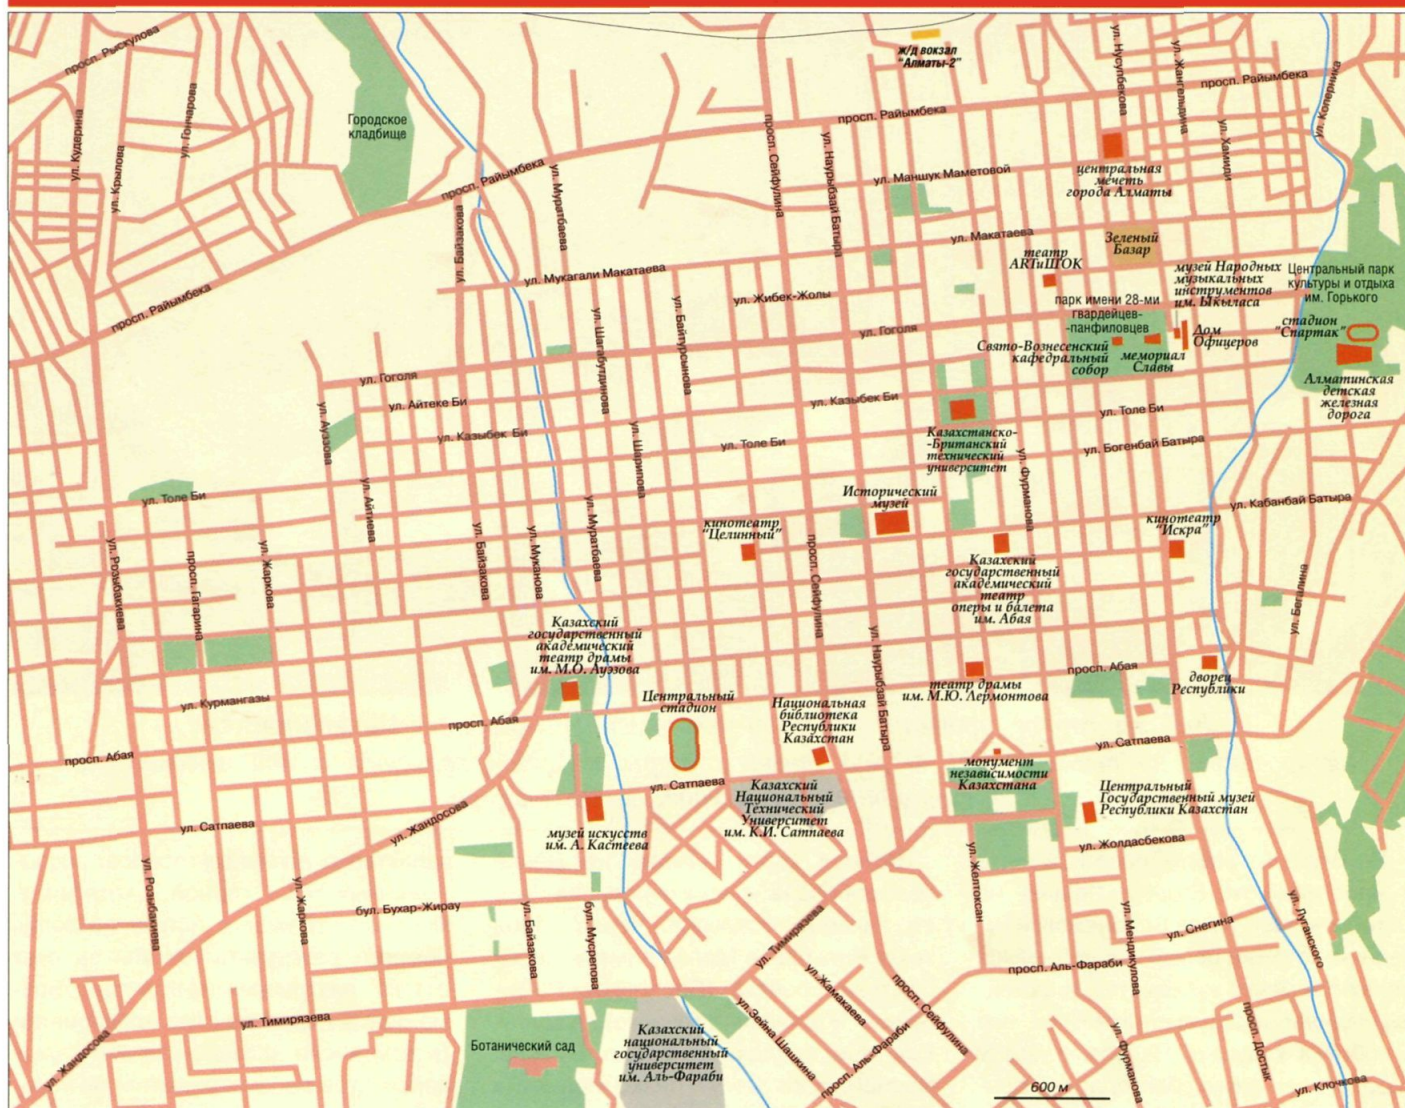 просп. Рыскулова
ж/д вокзал
"Алматы-2"
ул. Нусупбекова
ул. Жангельдина
просп. Райымбека
ул. Коперника
ул. Кудерина
ул. Гончарова
ул. Крылова
Городское
кладбище
просп. Райымбека
просп. Сейфулина
ул. Наурызбай Батыра
ул. Хамиди
просп. Райымбека
ул. Муратбаева
ул. Маншук Маметовой
центральная
мечеть
города Алматы
ул. Байзакова
ул. Макатаева
Зеленый
Базар
театр
ARTиШОК
ул. Мукагали Макатаева
музей Народных
музыкальных
инструментов
им. Ыкыласа
Центральный парк
культуры и отдыха
им. Горького
просп. Райымбека
ул. Жибек-Жолы
ул. Байтурсынова
ул. Шагабутдинова
парк имени 28-ми
гвардейцев-
-панфиловцев
ул. Гоголя
Дом
Офицеров
стадион
"Спартак"
Свято-Вознесенский
кафедральный
собор
мемориал
Славы
ул. Гоголя
Алматинская
детская
железная
дорога
ул. Айтеке Би
ул. Казыбек Би
ул. Толе Би
ул. Ауэзова
ул. Казыбек Би
ул. Шарипова
ул. Толе Би
Казахстанско-
-Британский
технический
университет
ул. Богенбай Батыра
ул. Фурманова
ул. Толе Би
ул. Айтиева
Исторический
музей
ул. Кабанбай Батыра
кинотеатр
"Целинный"
кинотеатр
"Искра"
ул. Розыбакиева
просп. Гагарина
ул. Жаркова
ул. Байзакова
ул. Муканова
ул. Муратбаева
просп. Сейфулина
Казахский
государственный
академический
театр
оперы и балета
им. Абая
ул. Бегалина
Казахский
государственный
академический
театр драмы
им. М.О. Ауэзова
ул. Наурыбзай Батыра
просп. Абая
театр драмы
им. М.Ю. Лермонтова
дворец
Республики
ул. Курмангазы
Центральный
стадион
Национальная
библиотека
Республики
Казахстан
просп. Абая
просп. Абая
ул. Сатпаева
монумент
независимости
Казахстана
ул. Сатпаева
Казахский
Национальный
Технический
Университет
им. К.И. Сатпаева
Центральный
Государственный музей
Республики Казахстан
ул. Сатпаева
ул. Жандосова
музей искусств
им. А. Кастеева
ул. Жолдасбекова
ул. Розыбакиева
ул. Жаркова
бул. Бухар-Жирау
ул. Байзакова
бул. Мусрепова
ул. Тимирязева
ул. Желтоксан
ул. Мендикулова
ул. Снегина
ул. Луганского
просп. Аль-Фараби
ул. Жамакаева
просп. Сейфулина
ул. Зейна Шашкина
просп. Аль-Фараби
ул. Тимирязева
ул. Жандосова
Ботанический сад
Казахский
национальный
государственный
университет
им. Аль-Фараби
ул. Фурманова
просп. Достык
ул. Клочкова
600 м